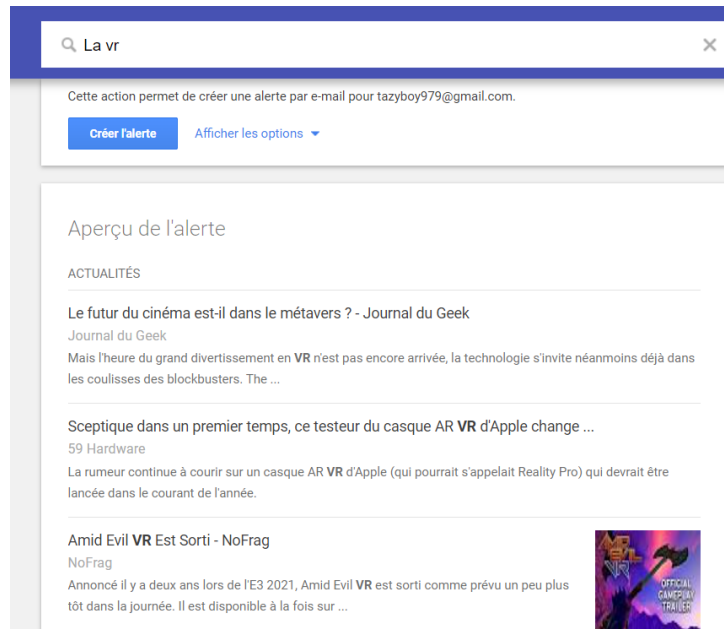 La vr
Cette action permet de créer une alerte par e-mail pour tazyboy979@gmail.com.
Créer l'alerte Afficher les options
Aperçu de l'alerte
ACTUALITÉS
Le futur du cinéma est-il dans le métavers ? - Journal du Geek
Journal du Geek
Mais l'heure du grand divertissement en VR n'est pas encore arrivée, la technologie s'invite néanmoins déjà dans
les coulisses des blockbusters. The ...
Sceptique dans un premier temps, ce testeur du casque AR VR d'Apple change ...
59 Hardware
La rumeur continue à courir sur un casque AR VR d'Apple (qui pourrait s'appelait Reality Pro) qui devrait être
lancée dans le courant de l'année.
Amid Evil VR Est Sorti - NoFrag
NoFrag
Annoncé il y a deux ans lors de l'E3 2021, Amid Evil VR est sorti comme prévu un peu plus
tôt dans la journée. Il est disponible à la fois sur ...
AMID
EVIL
VR
OFFICIAL
GAMEPLAY
TRAILER